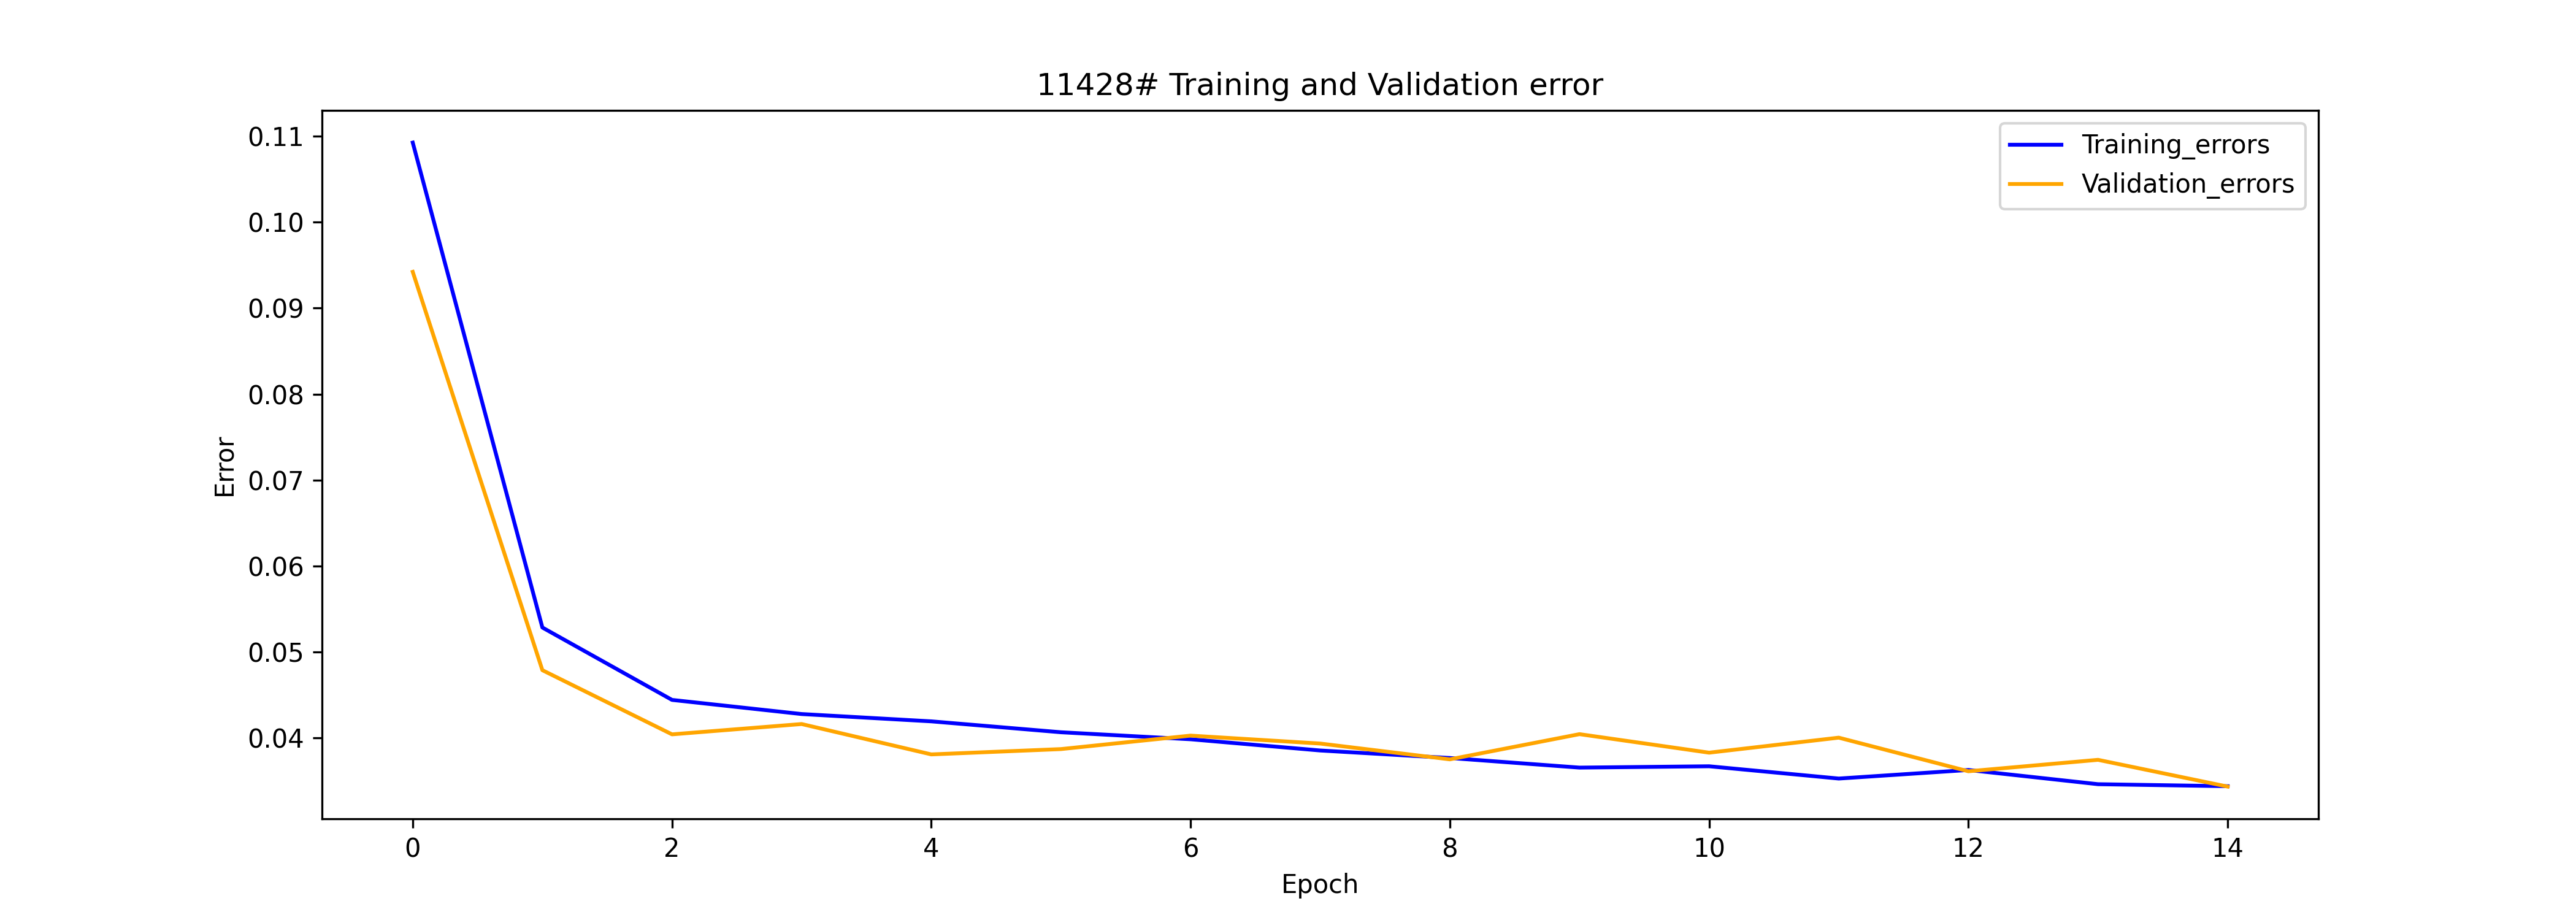 11428# Training and Validation error
Training_errors
Validation_errors
0.11
0.10
0.09
0.08
0.07
0.06
0.05
0.04
Error
0 2 4 6 8 10 12 14
Epoch